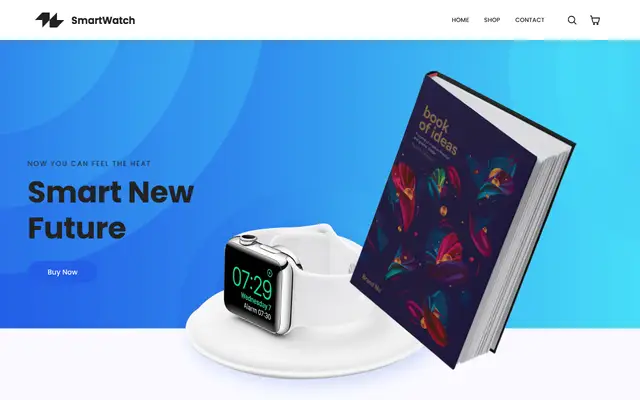 SmartWatch
HOME
SHOP
CONTACT
NOW YOU CAN FEEL THE HEAT
Smart New
Future
Buy Now
book
of ideas
07:29
Wednesday 7
Alarm 07:30